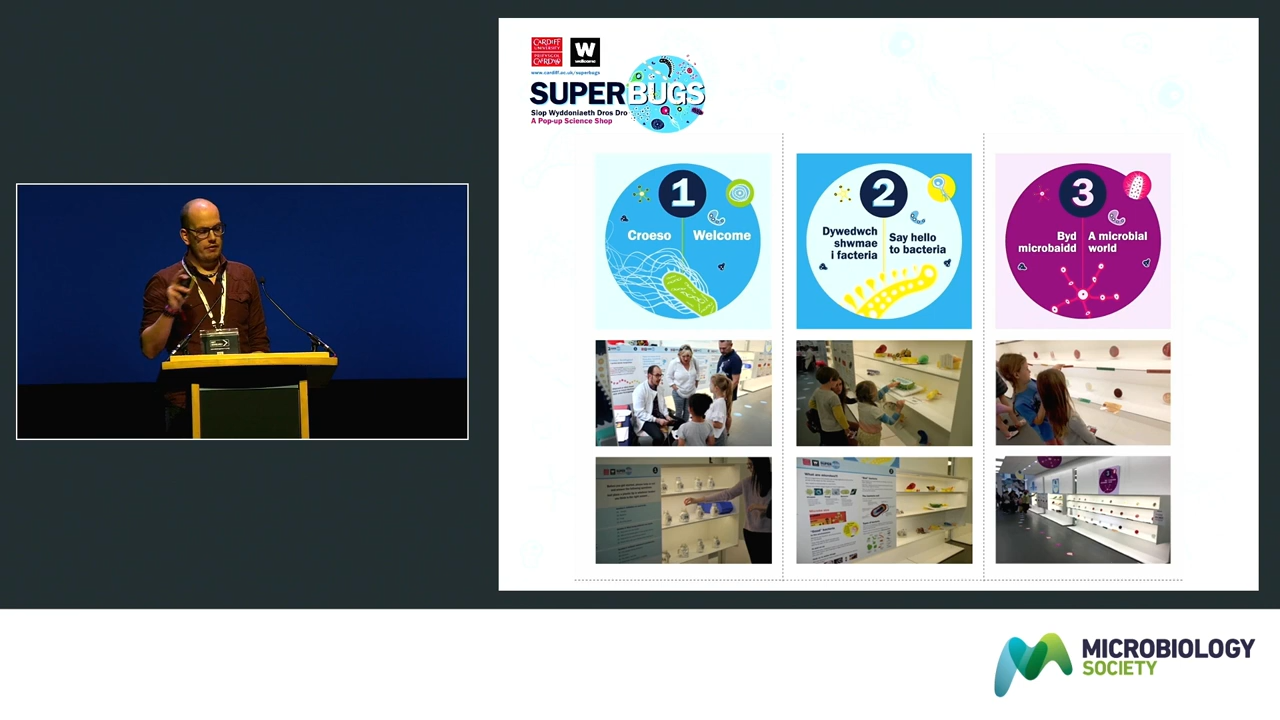 CARDIFF
UNIVERSITY
PRIFYSGOL
CAERDYDD
W
wellcome
www.cardiff.ac.uk/superbugs
SUPERBUGS
Siop Wyddoniaeth Dros Dro
A Pop-up Science Shop
1
Croeso
Welcome
2
Dywedwch
shwmae
i facteria
Say hello
to bacteria
3
Byd
microbaidd
A microbial
world
MICROBIOLOGY
SOCIETY